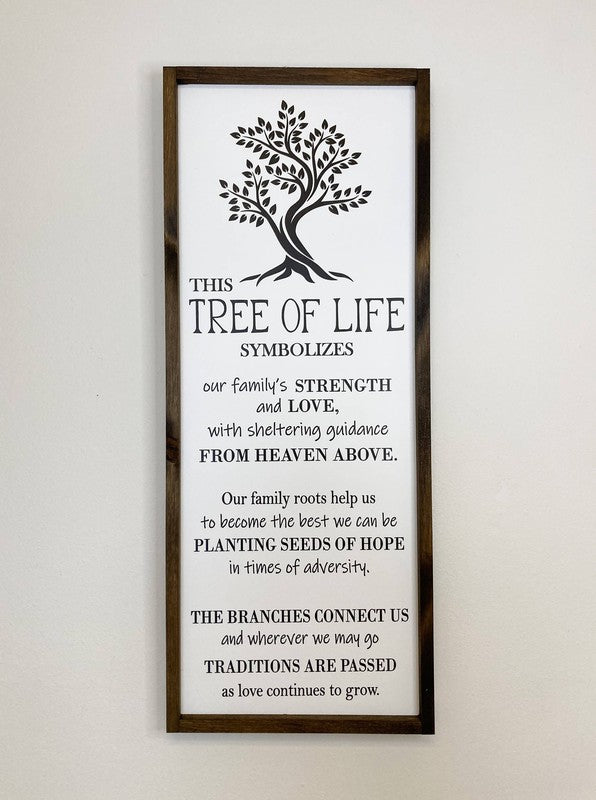 THIS
TREE OF LIFE
SYMBOLIZES
our family's STRENGTH
and LOVE,
with sheltering guidance
FROM HEAVEN ABOVE.
Our family roots help us
to become the best we can be
PLANTING SEEDS OF HOPE
in times of adversity.
THE BRANCHES CONNECT US
and wherever we may go
TRADITIONS ARE PASSED
as love continues to grow.